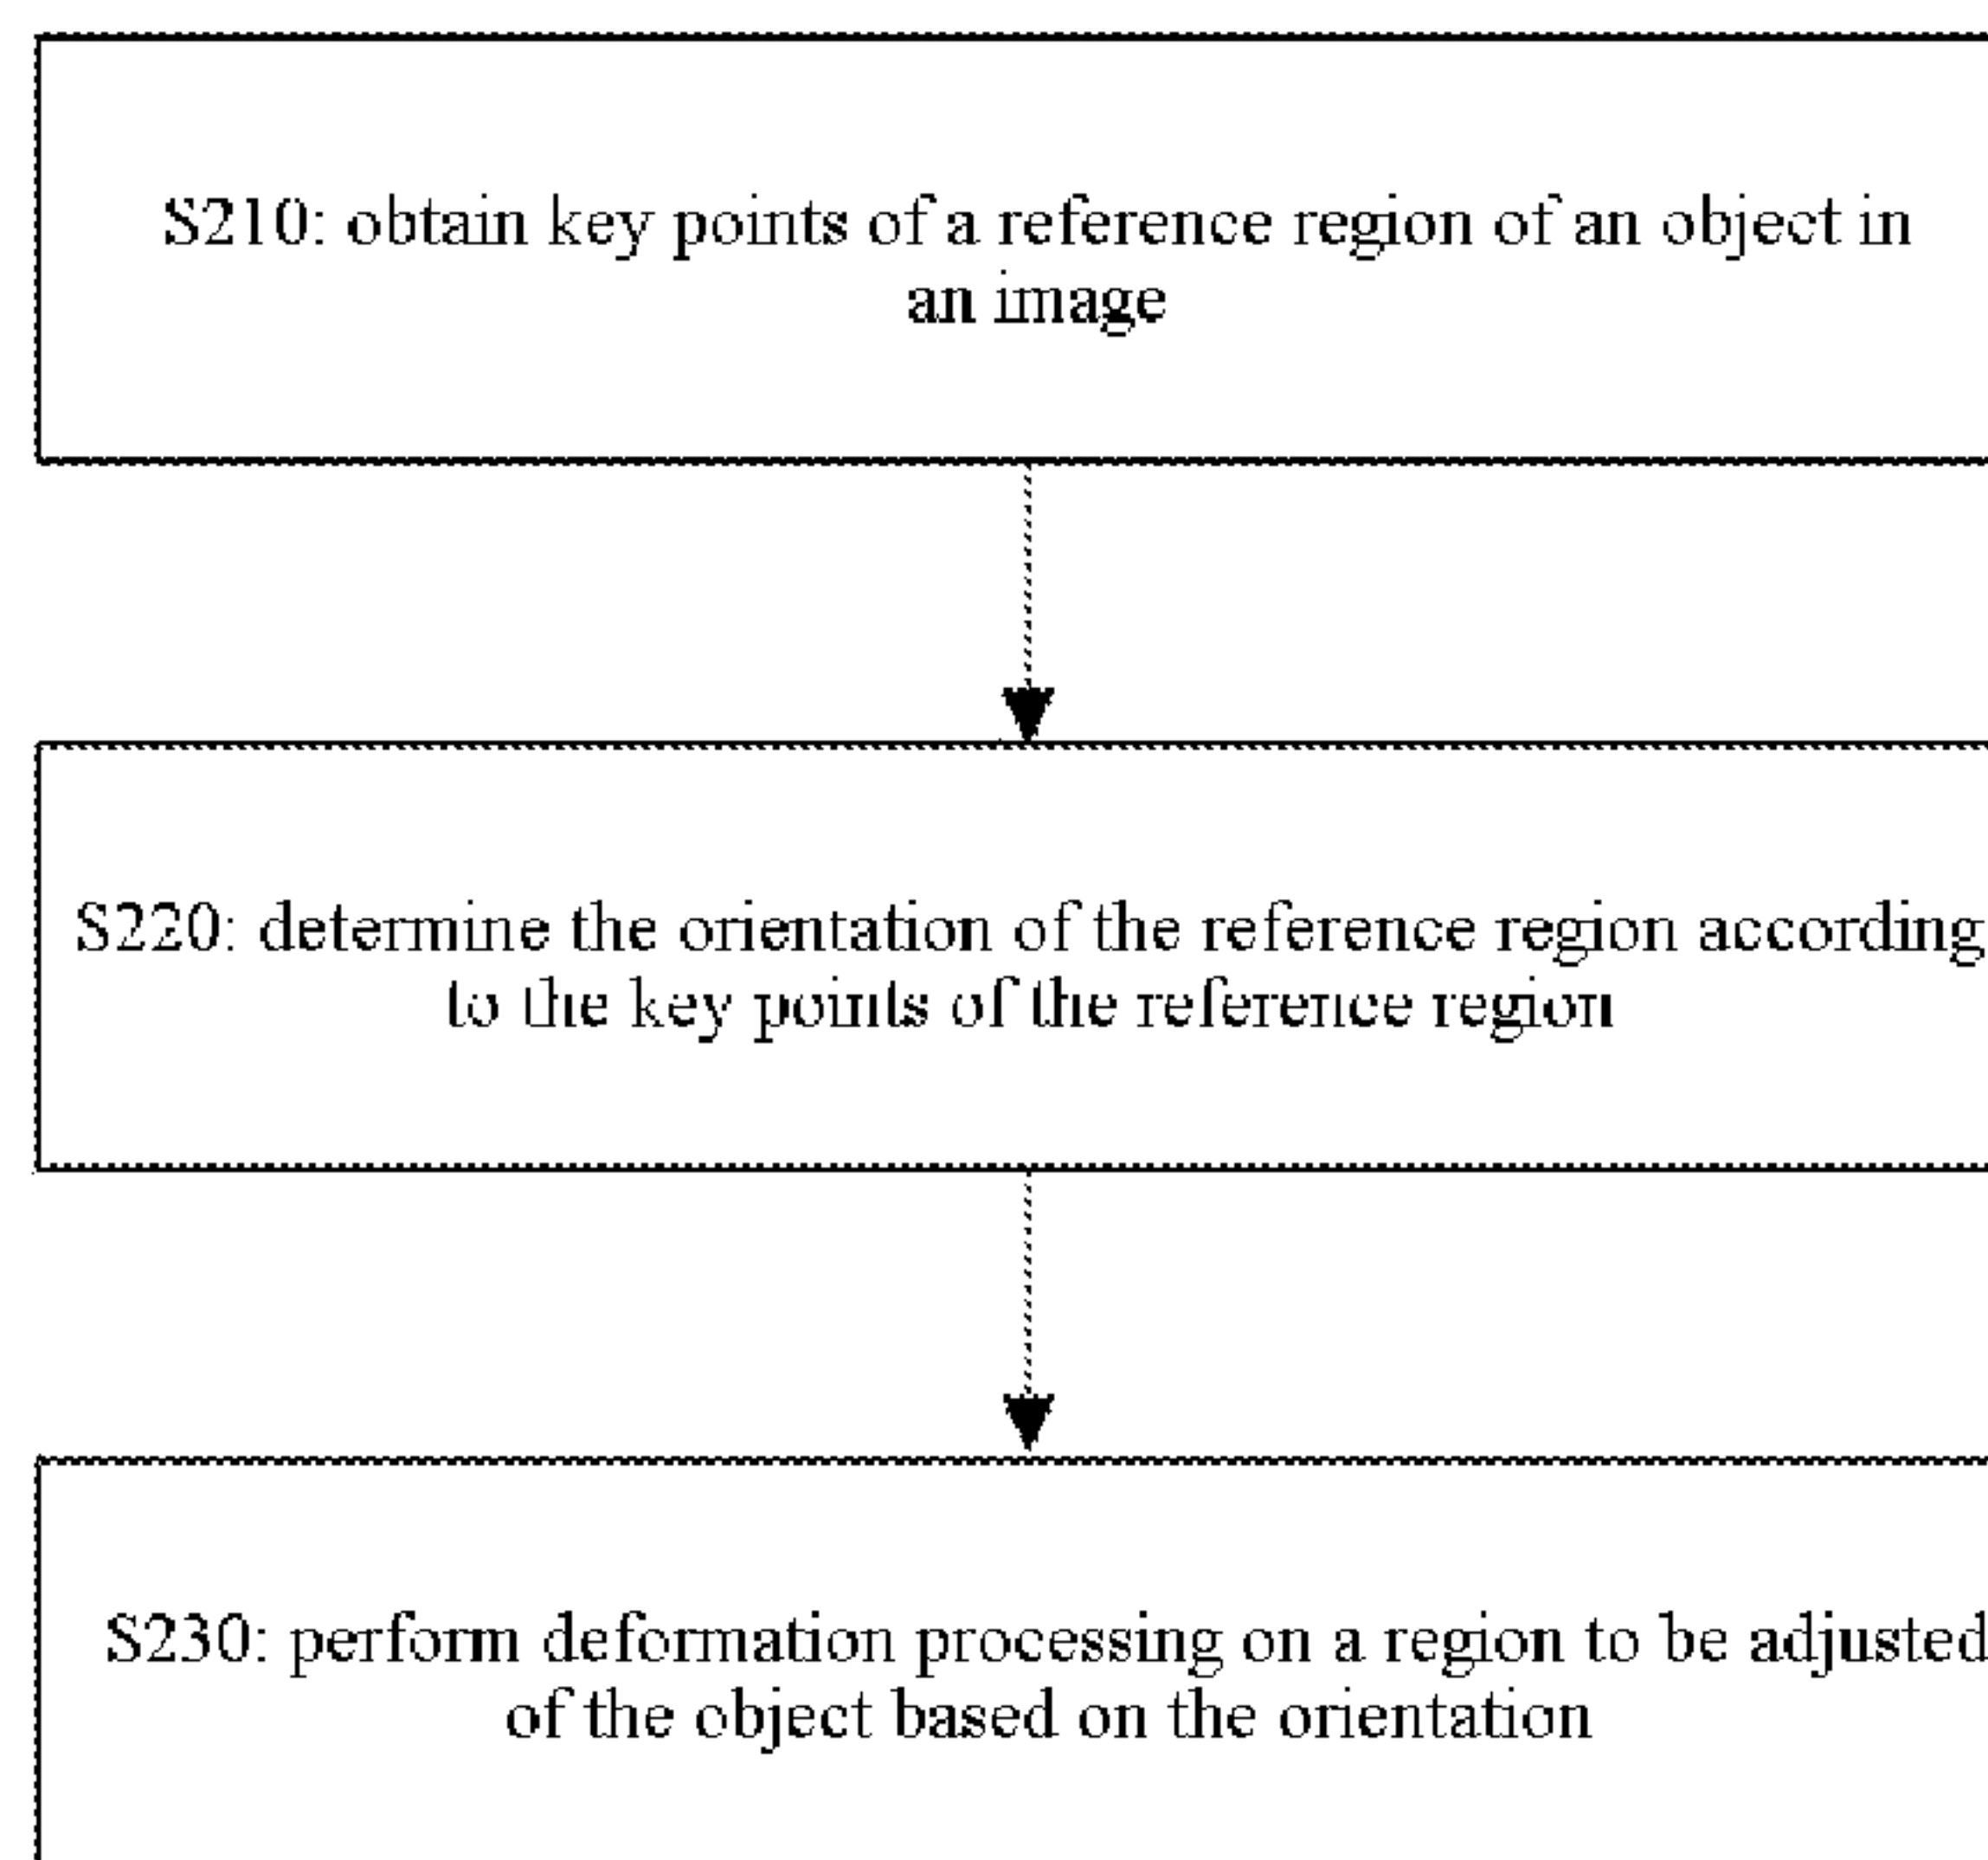 S210: obtain key points of a reference region of an object in
an image
S220: determine the orientation of the reference region according
to the key points of the reference region
S230: perform deformation processing on a region to be adjusted
of the object based on the orientation